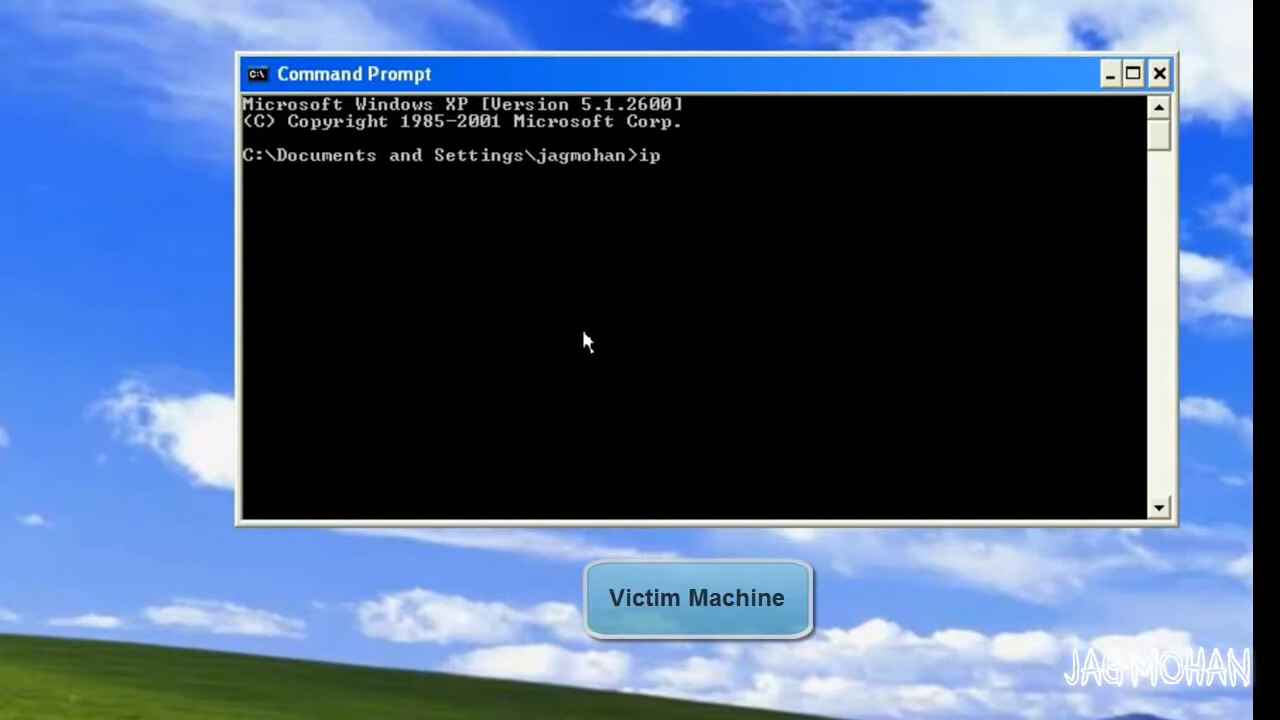 Command Prompt
Microsoft Windows XP [Version 5.1.2600]
(C) Copyright 1985-2001 Microsoft Corp.
C:\Documents and Settings\jagmohan>ip
Victim Machine
JAG MOHAN